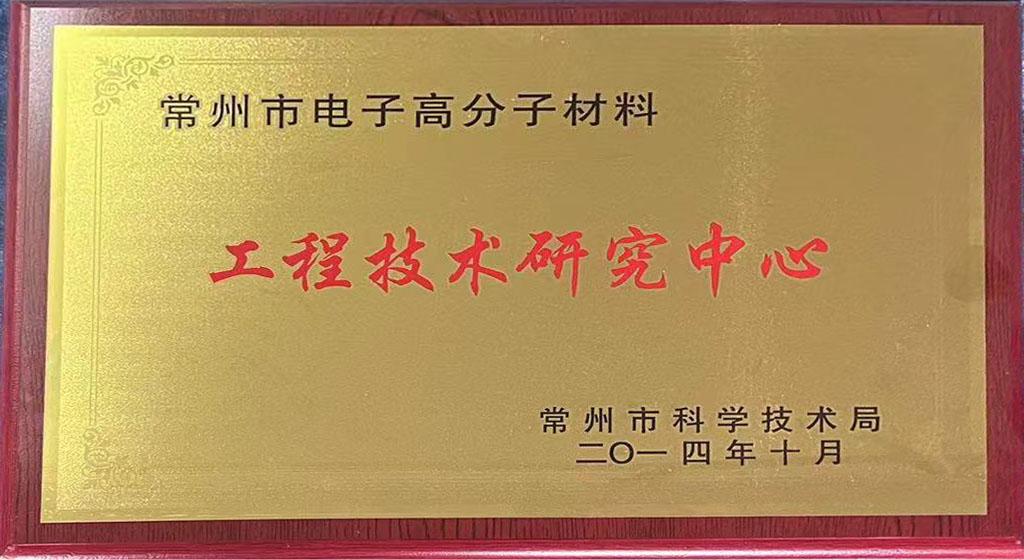 常州市电子高分子材料
工程技术研究中心
常州市科学技术局
二〇一四年十月